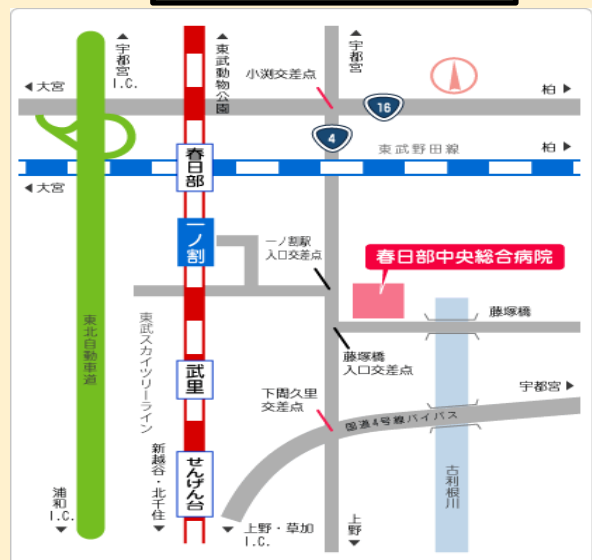 宇都宮
I.C.
東武動物公園
宇都宮
小渕交差点
大宮
柏
16
4
東武野田線
柏
春日部
大宮
一ノ割
一ノ割駅
入口交差点
春日部中央総合病院
藤塚橋
東北自動車道
東武スカイツリーライン
藤塚橋
入口交差点
武里
下間久里
交差点
宇都宮
国道4号線バイパス
せんげん台
新越谷・北千住
古利根川
浦和
I.C.
上野・草加
I.C.
上野